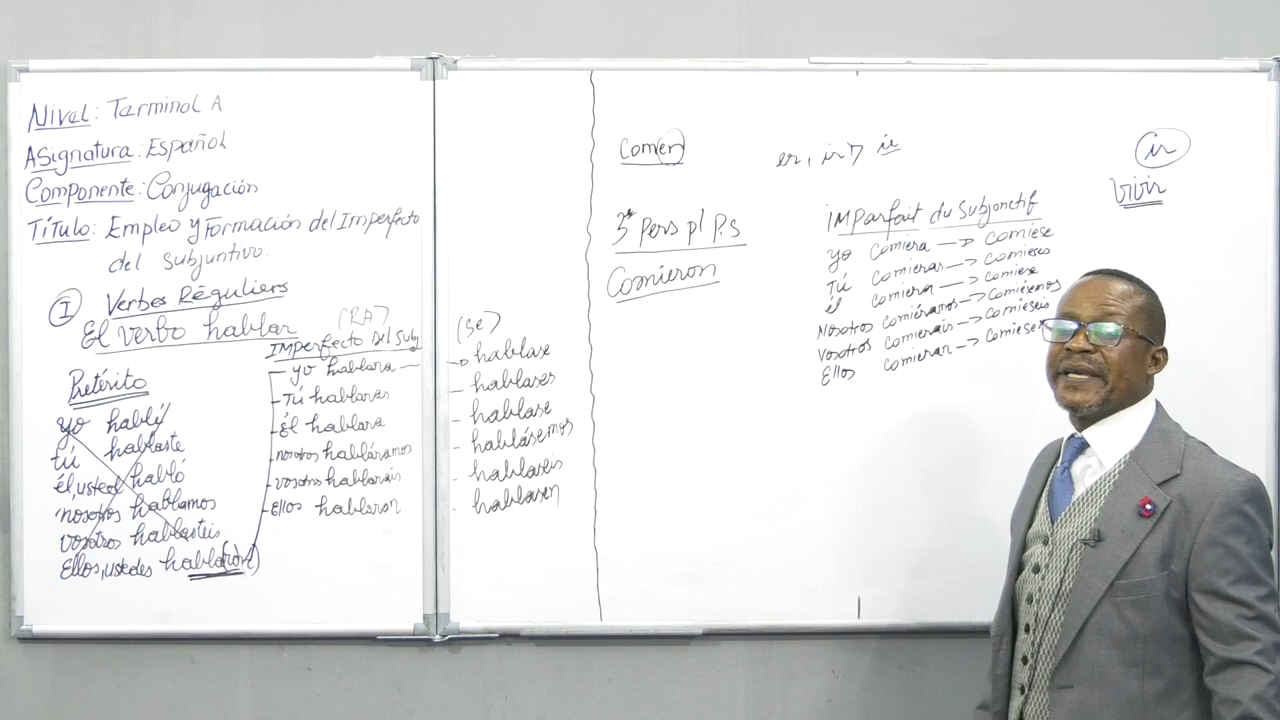 Nivel: Terminal A
Asignatura: Español
Componente: Conjugación
Título: Empleo y Formación del Imperfecto
del subjuntivo.
I Verbes Réguliers
El verbo hablar
(RA)
Imperfecto Del Subj
Pretérito
yo hablé
tú hablaste
él, usted habló
nosotros hablamos
vosotros hablasteis
Ellos, ustedes hablaron
- yo hablara -
- Tú hablaras
- él hablara
- nosotros habláramos
- vosotros hablarais
- Ellos hablaran
(Se)
hablase
- hablases
- hablase
- hablásemos
- hablaseis
- hablasen
comer
3e Pers pl P.S
Comieron
er, ir > ie
ir
vivir
IMParfait du Subjonctif
yo comiera -> comiese
Tú comieras -> comieses
él comiera -> comiese
Nosotros comiéramos -> comiésemos
Vosotros comierais -> comieseis
Ellos comieran -> comiesen